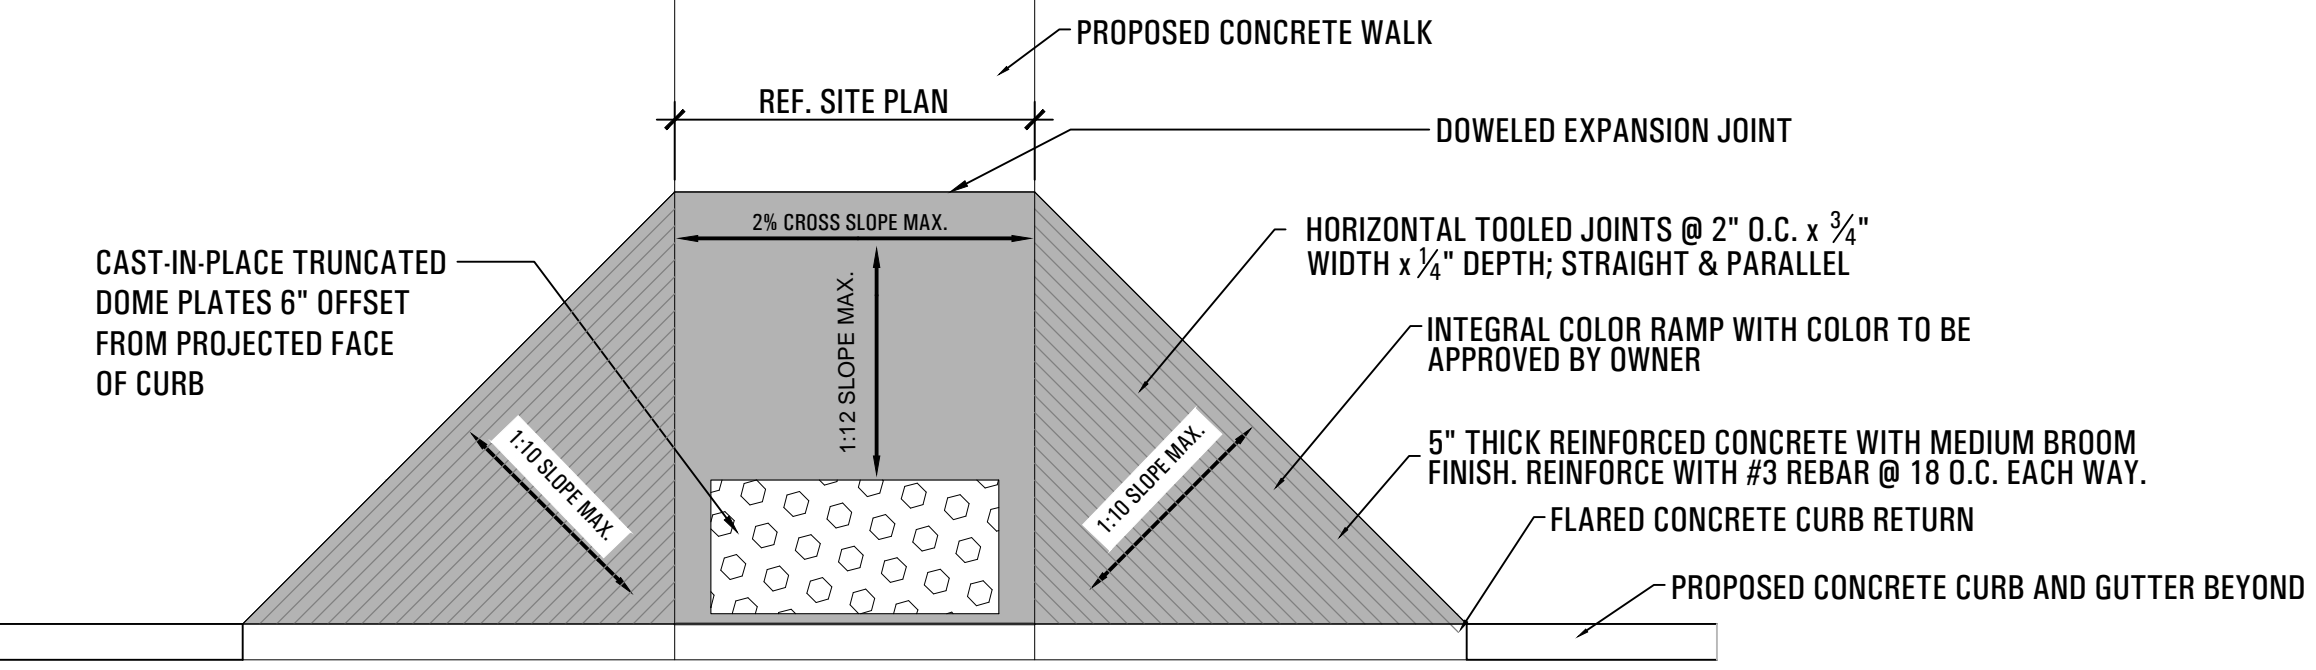 PROPOSED CONCRETE WALK
REF. SITE PLAN
DOWELED EXPANSION JOINT
2% CROSS SLOPE MAX.
HORIZONTAL TOOLED JOINTS @ 2" O.C. x 3/4"
WIDTH x 1/4" DEPTH; STRAIGHT & PARALLEL
CAST-IN-PLACE TRUNCATED
DOME PLATES 6" OFFSET
FROM PROJECTED FACE
OF CURB
1:12 SLOPE MAX.
INTEGRAL COLOR RAMP WITH COLOR TO BE
APPROVED BY OWNER
1:10 SLOPE MAX.
1:10 SLOPE MAX.
5" THICK REINFORCED CONCRETE WITH MEDIUM BROOM
FINISH. REINFORCE WITH #3 REBAR @ 18 O.C. EACH WAY.
FLARED CONCRETE CURB RETURN
PROPOSED CONCRETE CURB AND GUTTER BEYOND